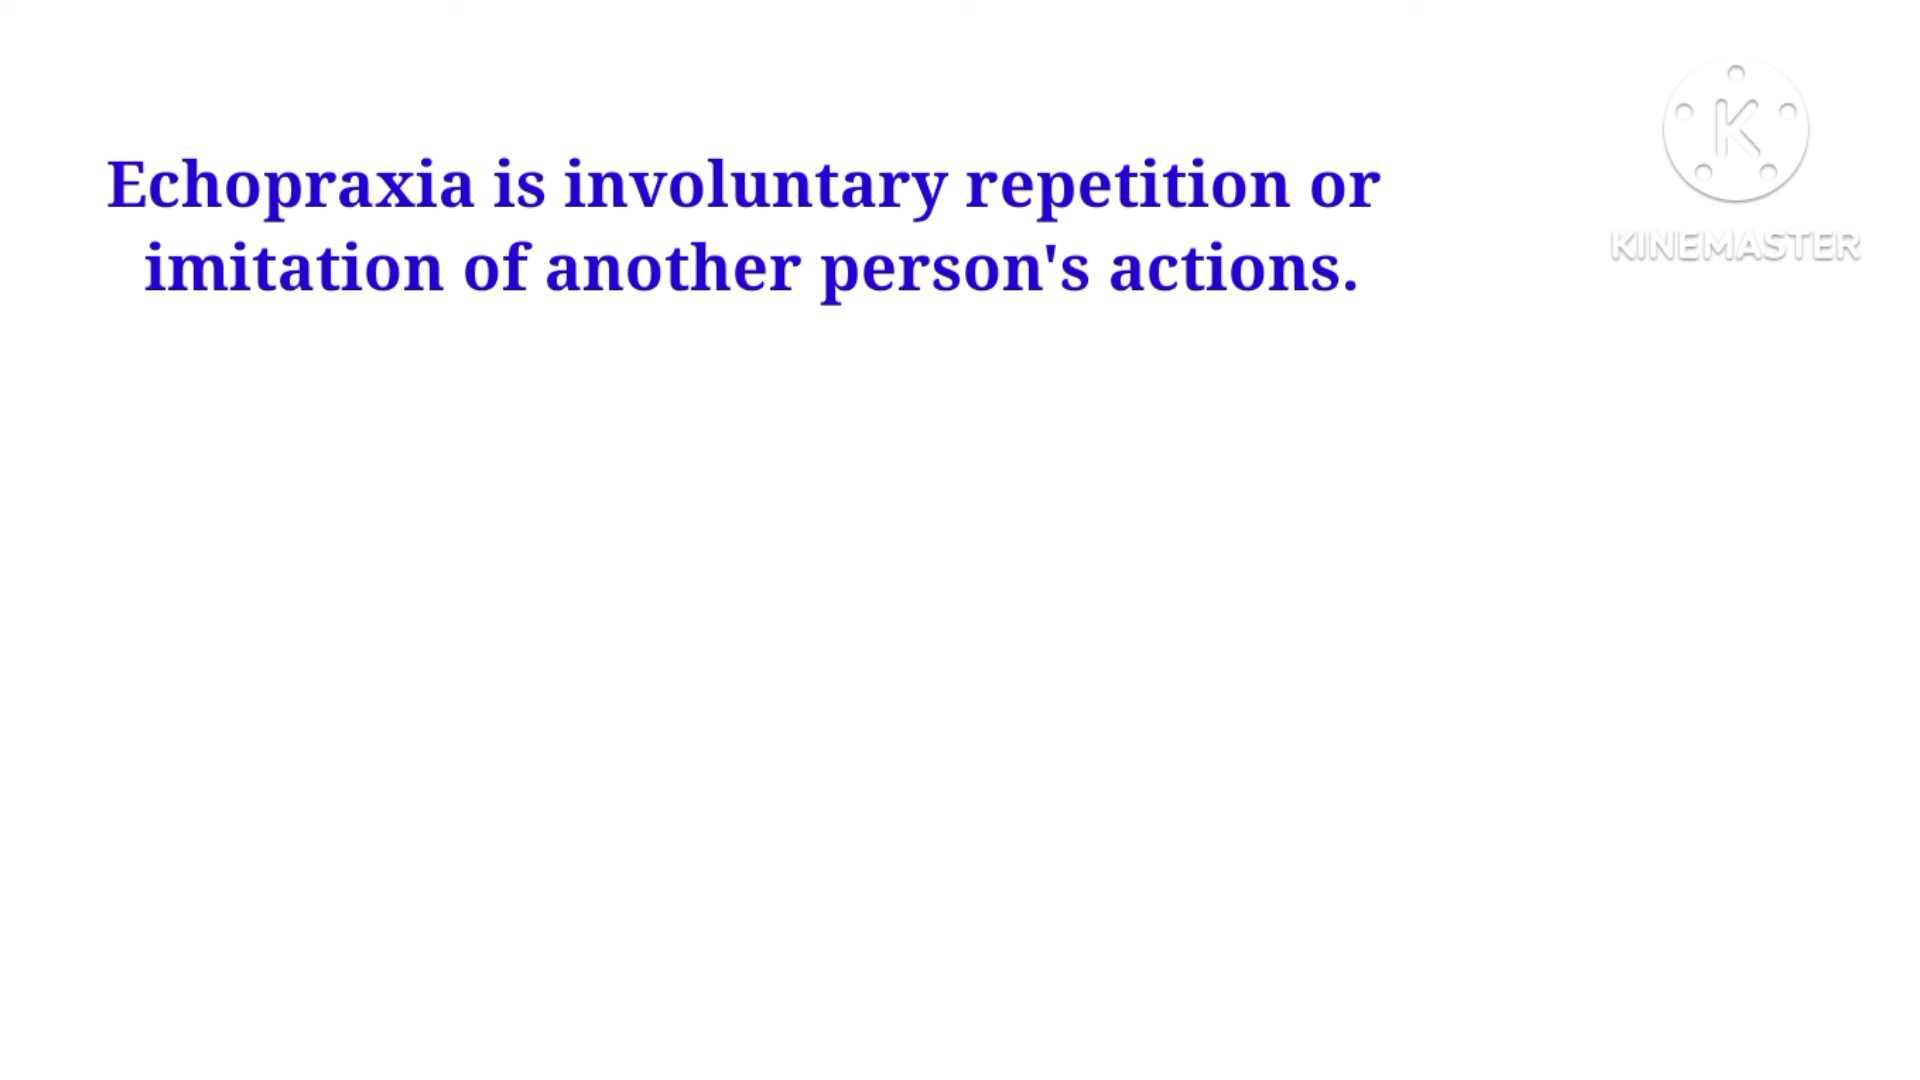 Echopraxia is involuntary repetition or
imitation of another person's actions.
K
KINEMASTER